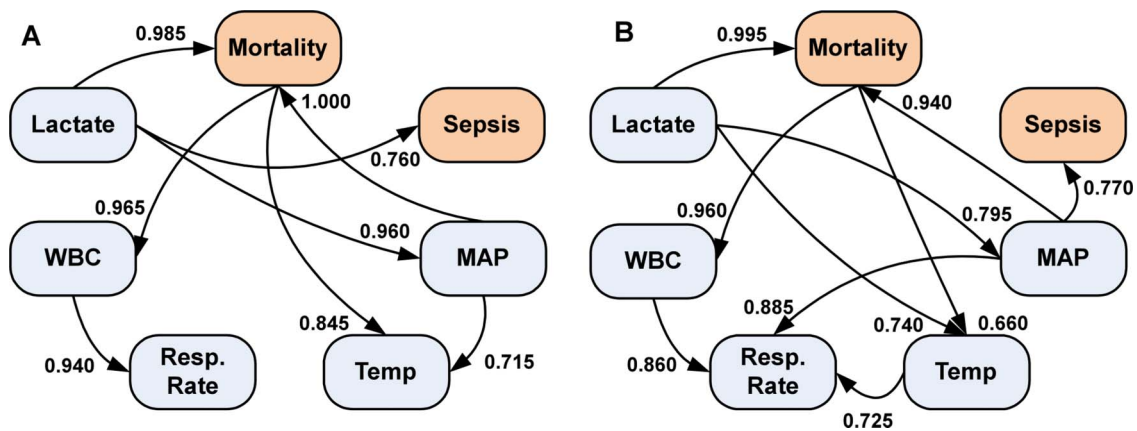 A
0.985
Mortality
1.000
Lactate
Sepsis
0.760
0.965
0.960
WBC
MAP
0.845
0.715
0.940
Resp.
Rate
Temp
B
0.995
Mortality
0.940
Lactate
Sepsis
0.770
0.960
0.795
WBC
MAP
0.885
0.740
0.660
0.860
Resp.
Rate
Temp
0.725